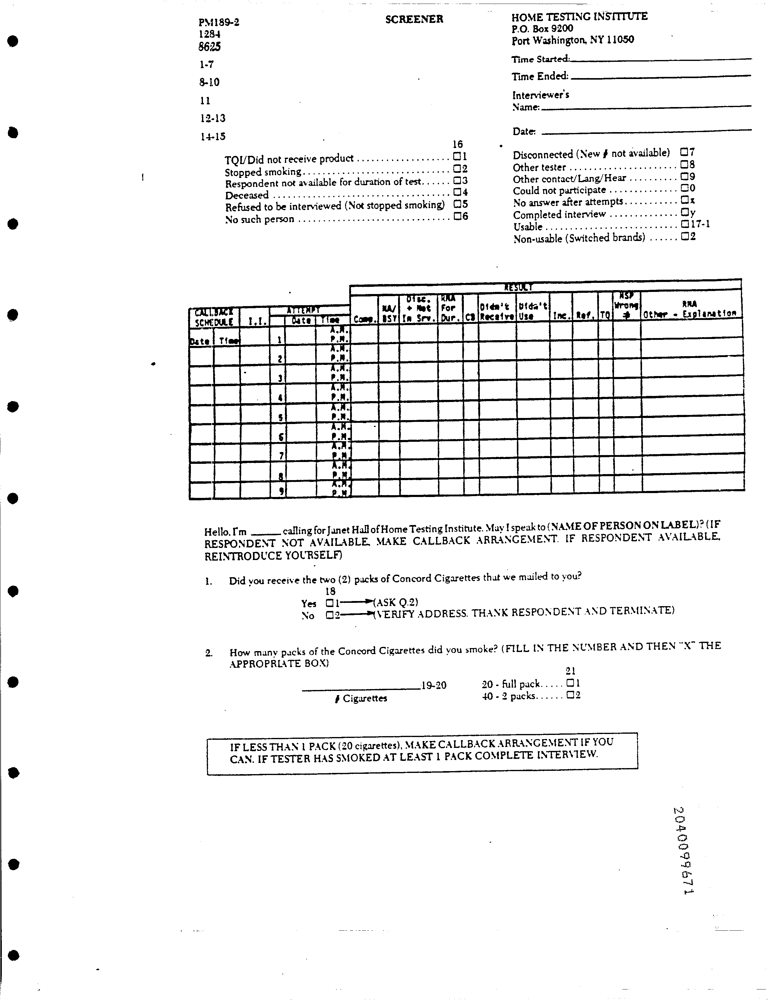 PM189-2
1284
8625
1-7
8-10
11
12-13
14-15
SCREENER
HOME TESTING INSTITUTE
P.O. Box 9200
Port Washington, NY 11050
Time Started:
Time Ended:
Interviewer's
Name:
Date:
16
TQI/Did not receive product .................. ☐1
Stopped smoking ............................ ☐2
Respondent not available for duration of test...... ☐3
Deceased .................................. ☐4
Refused to be interviewed (Not stopped smoking) ☐5
No such person ............................. ☐6
Disconnected (New # not available) ☐7
Other tester ...................... ☐8
Other contact/Lang/Hear .......... ☐9
Could not participate .............. ☐0
No answer after attempts........... ☐x
Completed interview .............. ☐y
Usable .......................... ☐17-1
Non-usable (Switched brands) ...... ☐2
RESULT
CALLBACK SCHEDULE I.I. ATTEMPT Date Time Comp. NA/BSY Disc. + Not In Srv. RNA For Dur. CB Didn't Receive Didn't Use Inc. Ref. TQ NSP Wrong # Other - RNA Explanation
Date Time 1 A.M. P.M.
2 A.M. P.M.
3 A.M. P.M.
4 A.M. P.M.
5 A.M. P.M.
6 A.M. P.M.
7 A.M. P.M.
8 A.M. P.M.
9 A.M. P.M
Hello, I'm _____ calling for Janet Hall of Home Testing Institute. May I speak to (NAME OF PERSON ON LABEL)? (IF
RESPONDENT NOT AVAILABLE, MAKE CALLBACK ARRANGEMENT. IF RESPONDENT AVAILABLE,
REINTRODUCE YOURSELF)
1. Did you receive the two (2) packs of Concord Cigarettes that we mailed to you?
18
Yes ☐1→(ASK Q.2)
No ☐2→(VERIFY ADDRESS. THANK RESPONDENT AND TERMINATE)
2. How many packs of the Concord Cigarettes did you smoke? (FILL IN THE NUMBER AND THEN "X" THE
APPROPRIATE BOX)
21
__________19-20 20 - full pack..... ☐1
# Cigarettes 40 - 2 packs...... ☐2
IF LESS THAN 1 PACK (20 cigarettes), MAKE CALLBACK ARRANGEMENT IF YOU
CAN. IF TESTER HAS SMOKED AT LEAST 1 PACK COMPLETE INTERVIEW.
2040099671